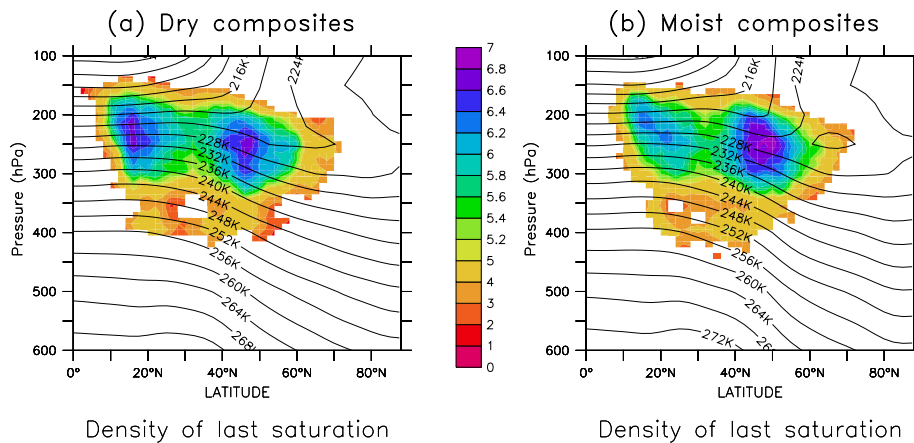 (a) Dry composites
(b) Moist composites
100
200
300
400
500
600
Pressure (hPa)
216K
224K
228K
232K
236K
240K
244K
248K
252K
256K
260K
264K
268K
0°
20°N
40°N
60°N
80°N
LATITUDE
Density of last saturation
7
6.8
6.6
6.4
6.2
6
5.8
5.6
5.4
5.2
5
4
3
2
1
0
100
200
300
400
500
600
Pressure (hPa)
216K
224K
228K
232K
236K
240K
244K
248K
252K
256K
260K
264K
272K
0°
20°N
40°N
60°N
80°N
LATITUDE
Density of last saturation